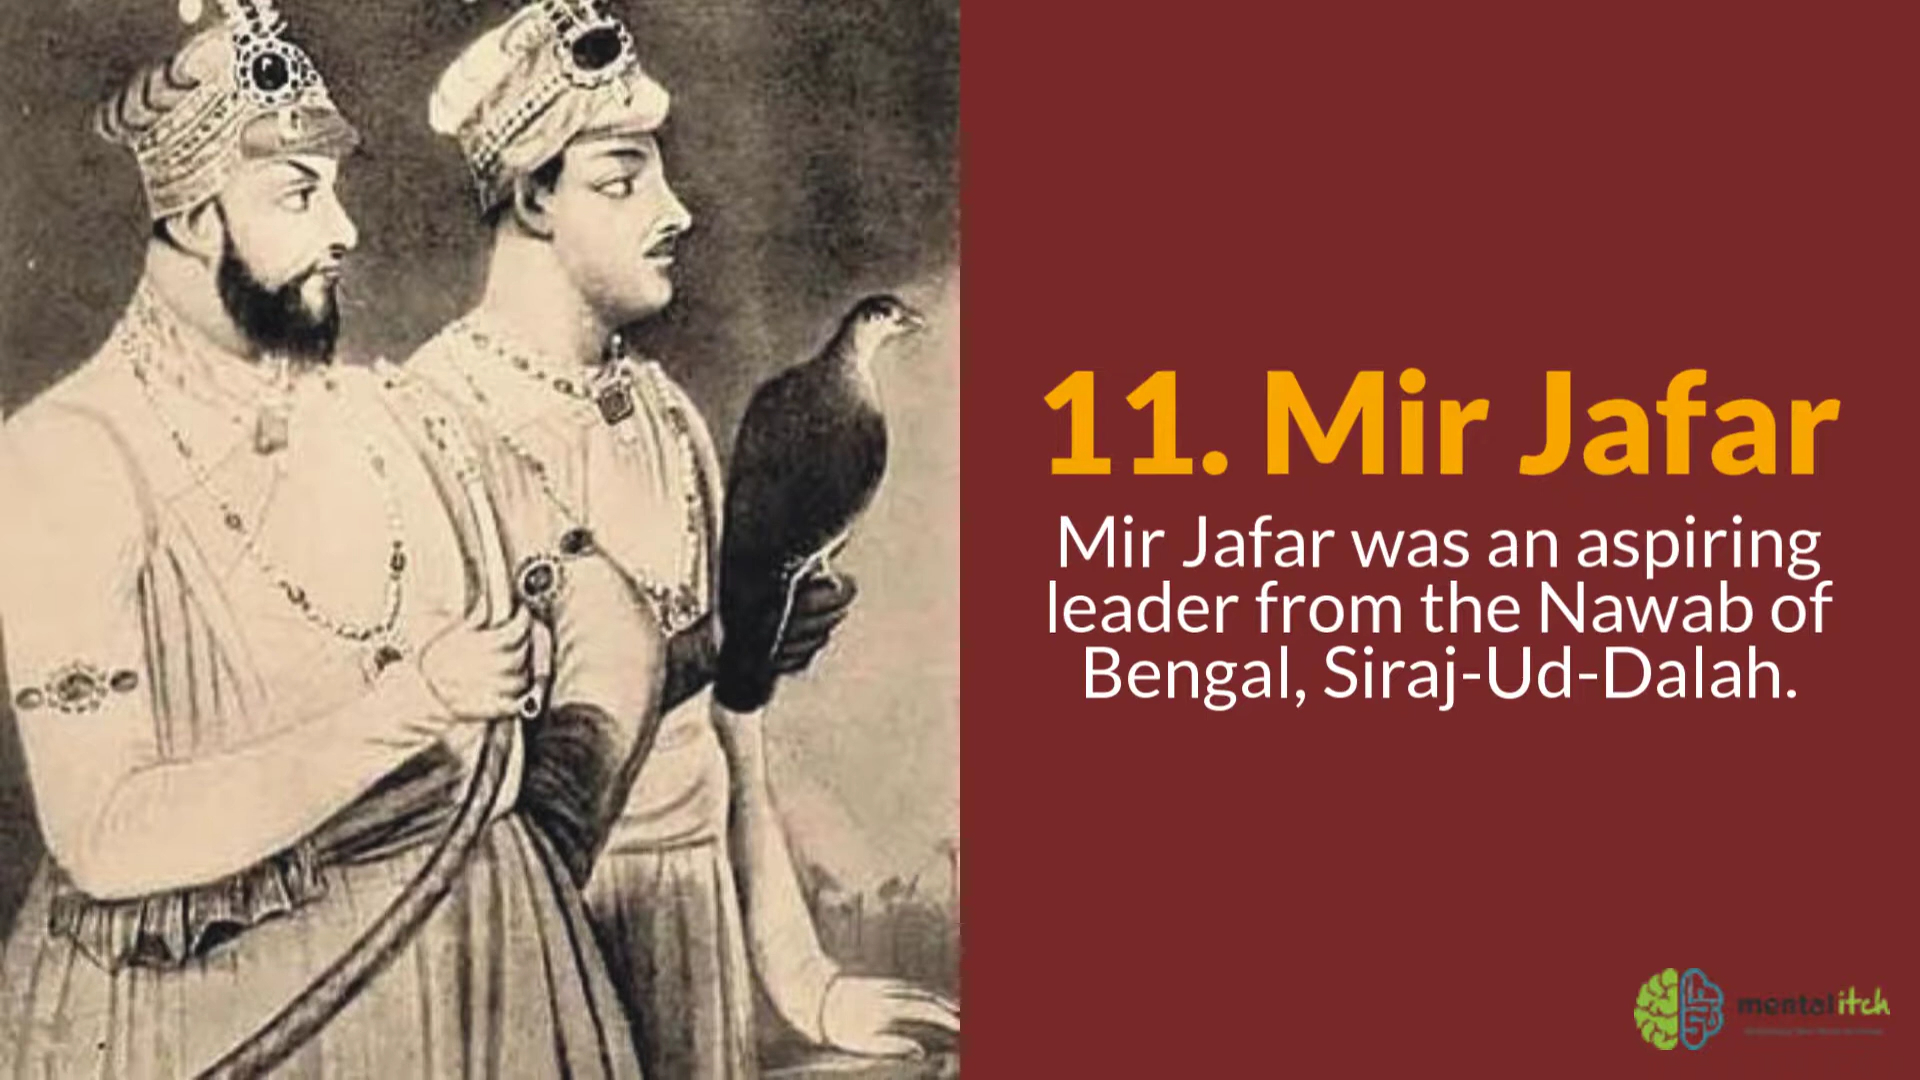 11. Mir Jafar
Mir Jafar was an aspiring
leader from the Nawab of
Bengal, Siraj-Ud-Dalah.
mentalitch